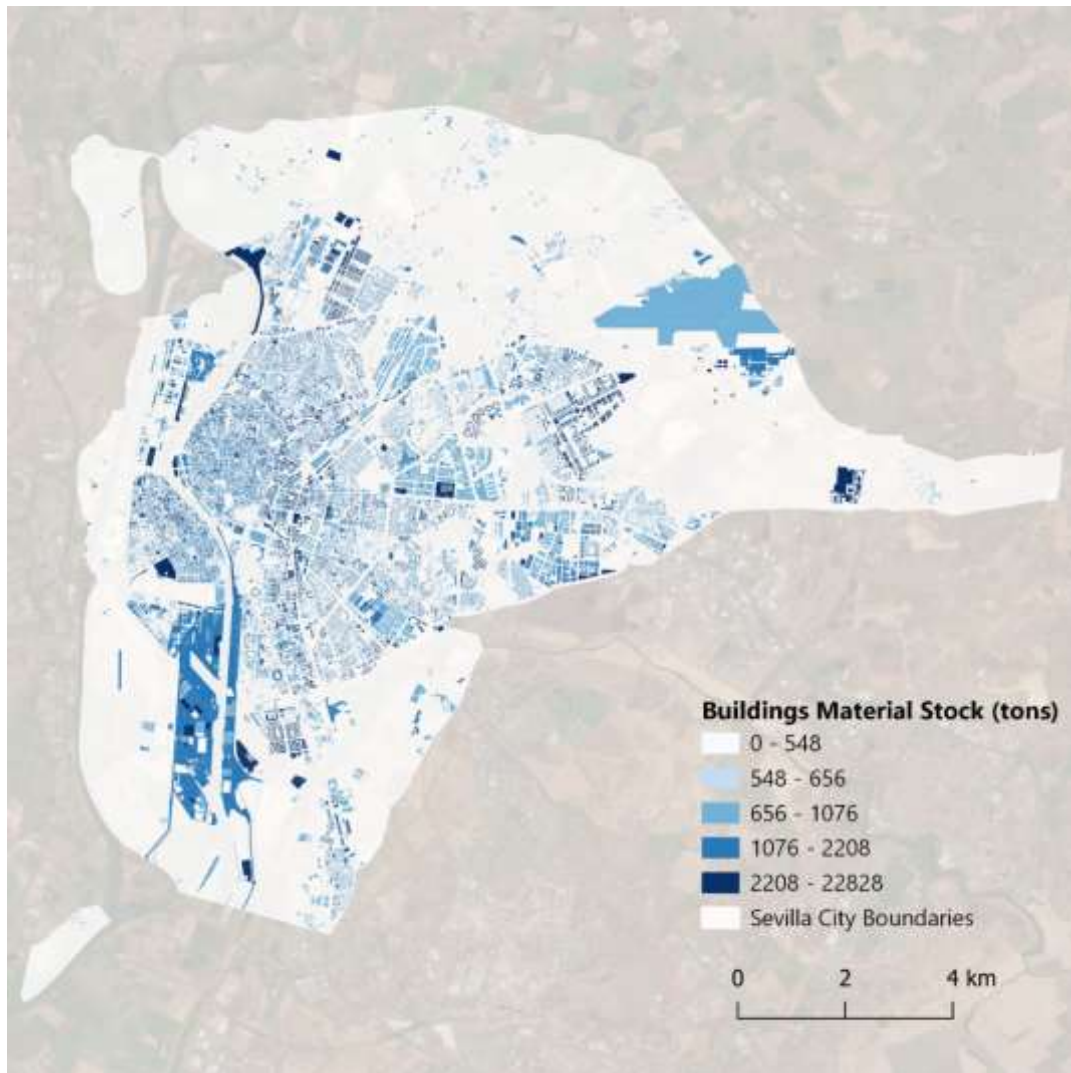 Buildings Material Stock (tons)
0 - 548
548 - 656
656 - 1076
1076 - 2208
2208 - 22828
Sevilla City Boundaries
0 2 4 km